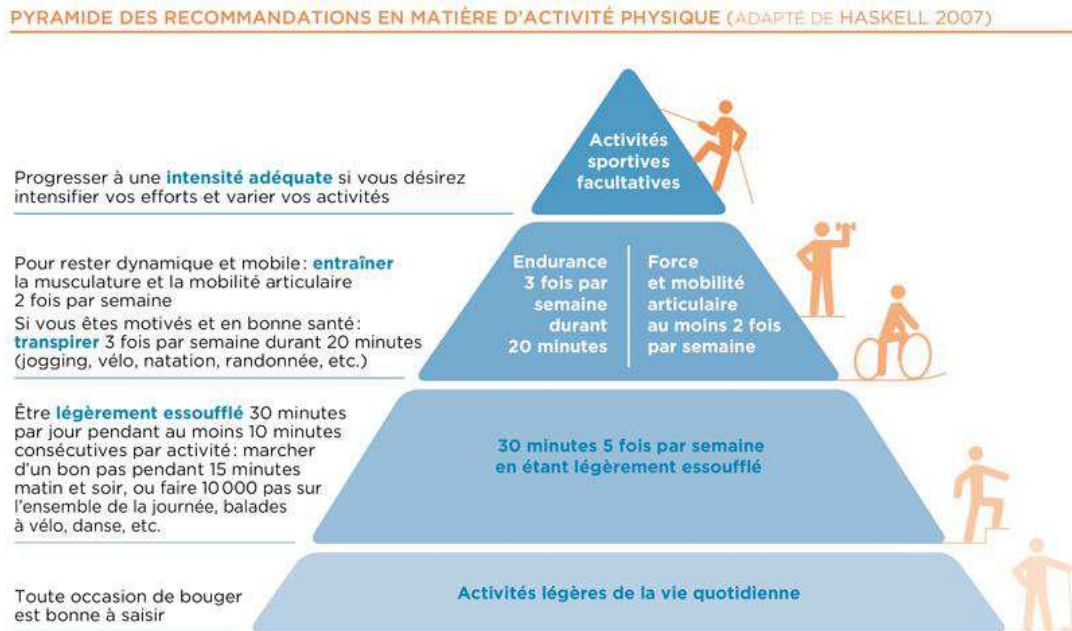 PYRAMIDE DES RECOMMANDATIONS EN MATIÈRE D'ACTIVITÉ PHYSIQUE (ADAPTÉ DE HASKELL 2007)
Activités
sportives
facultatives
Progresser à une intensité adéquate si vous désirez
intensifier vos efforts et varier vos activités
Pour rester dynamique et mobile: entraîner
la musculature et la mobilité articulaire
2 fois par semaine
Si vous êtes motivés et en bonne santé:
transpirer 3 fois par semaine durant 20 minutes
(jogging, vélo, natation, randonnée, etc.)
Endurance
3 fois par
semaine
durant
20 minutes
Force
et mobilité
articulaire
au moins 2 fois
par semaine
Être légèrement essoufflé 30 minutes
par jour pendant au moins 10 minutes
consécutives par activité: marcher
d'un bon pas pendant 15 minutes
matin et soir, ou faire 10 000 pas sur
l'ensemble de la journée, balades
à vélo, danse, etc.
30 minutes 5 fois par semaine
en étant légèrement essoufflé
Toute occasion de bouger
est bonne à saisir
Activités légères de la vie quotidienne